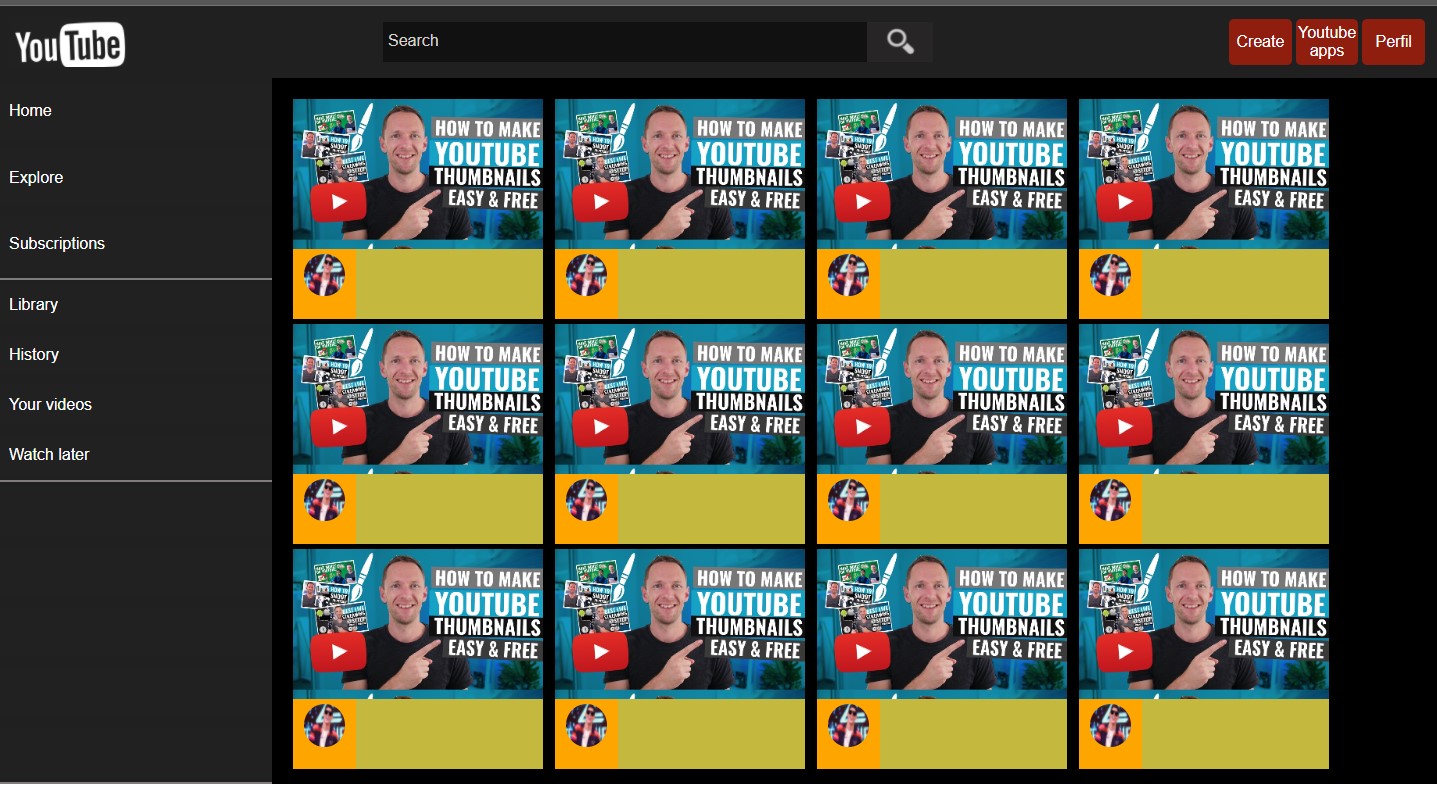 YouTube
Search
Create
Youtube
apps
Perfil
Home
Explore
Subscriptions
Library
History
Your videos
Watch later
HOW TO MAKE
YOUTUBE
THUMBNAILS
EASY & FREE
HOW TO MAKE
YOUTUBE
THUMBNAILS
EASY & FREE
HOW TO MAKE
YOUTUBE
THUMBNAILS
EASY & FREE
HOW TO MAKE
YOUTUBE
THUMBNAILS
EASY & FREE
HOW TO MAKE
YOUTUBE
THUMBNAILS
EASY & FREE
HOW TO MAKE
YOUTUBE
THUMBNAILS
EASY & FREE
HOW TO MAKE
YOUTUBE
THUMBNAILS
EASY & FREE
HOW TO MAKE
YOUTUBE
THUMBNAILS
EASY & FREE
HOW TO MAKE
YOUTUBE
THUMBNAILS
EASY & FREE
HOW TO MAKE
YOUTUBE
THUMBNAILS
EASY & FREE
HOW TO MAKE
YOUTUBE
THUMBNAILS
EASY & FREE
HOW TO MAKE
YOUTUBE
THUMBNAILS
EASY & FREE